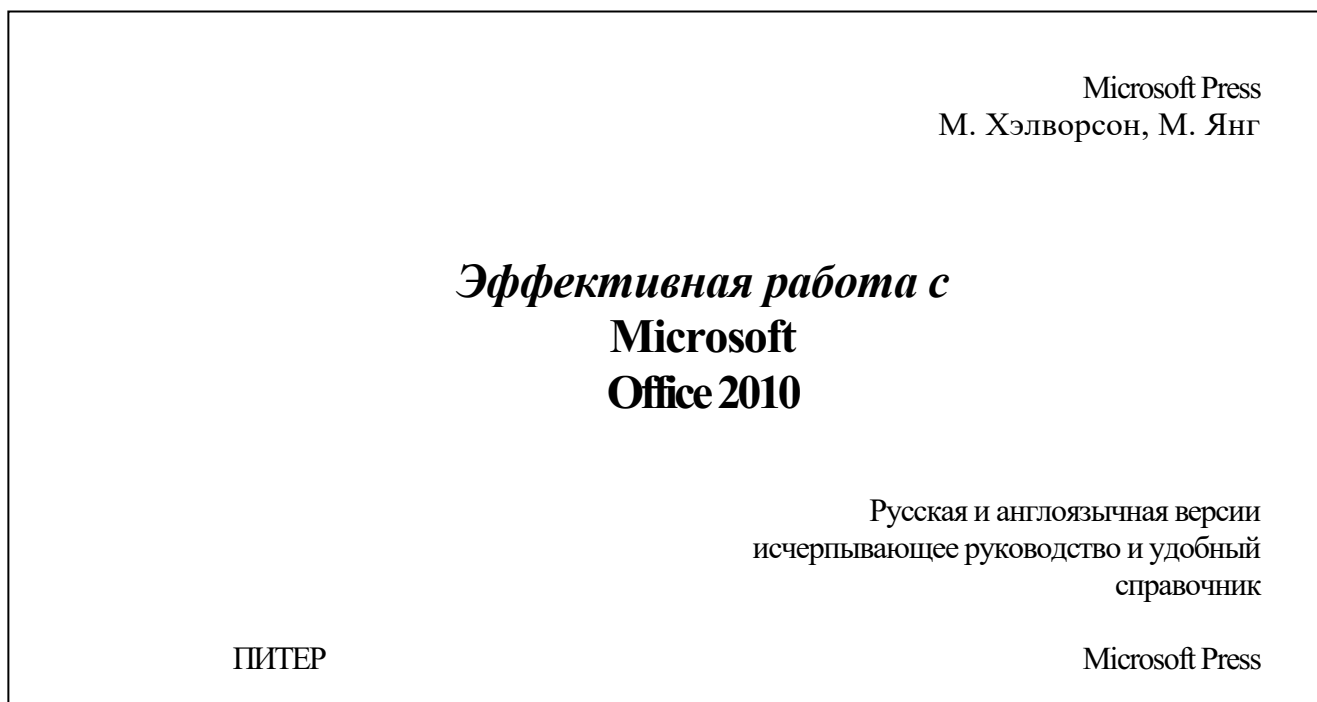 Microsoft Press
М. Хэлворсон, М. Янг
Эффективная работа с
Microsoft
Office 2010
Русская и англоязычная версии
исчерпывающее руководство и удобный
справочник
ПИТЕР Microsoft Press